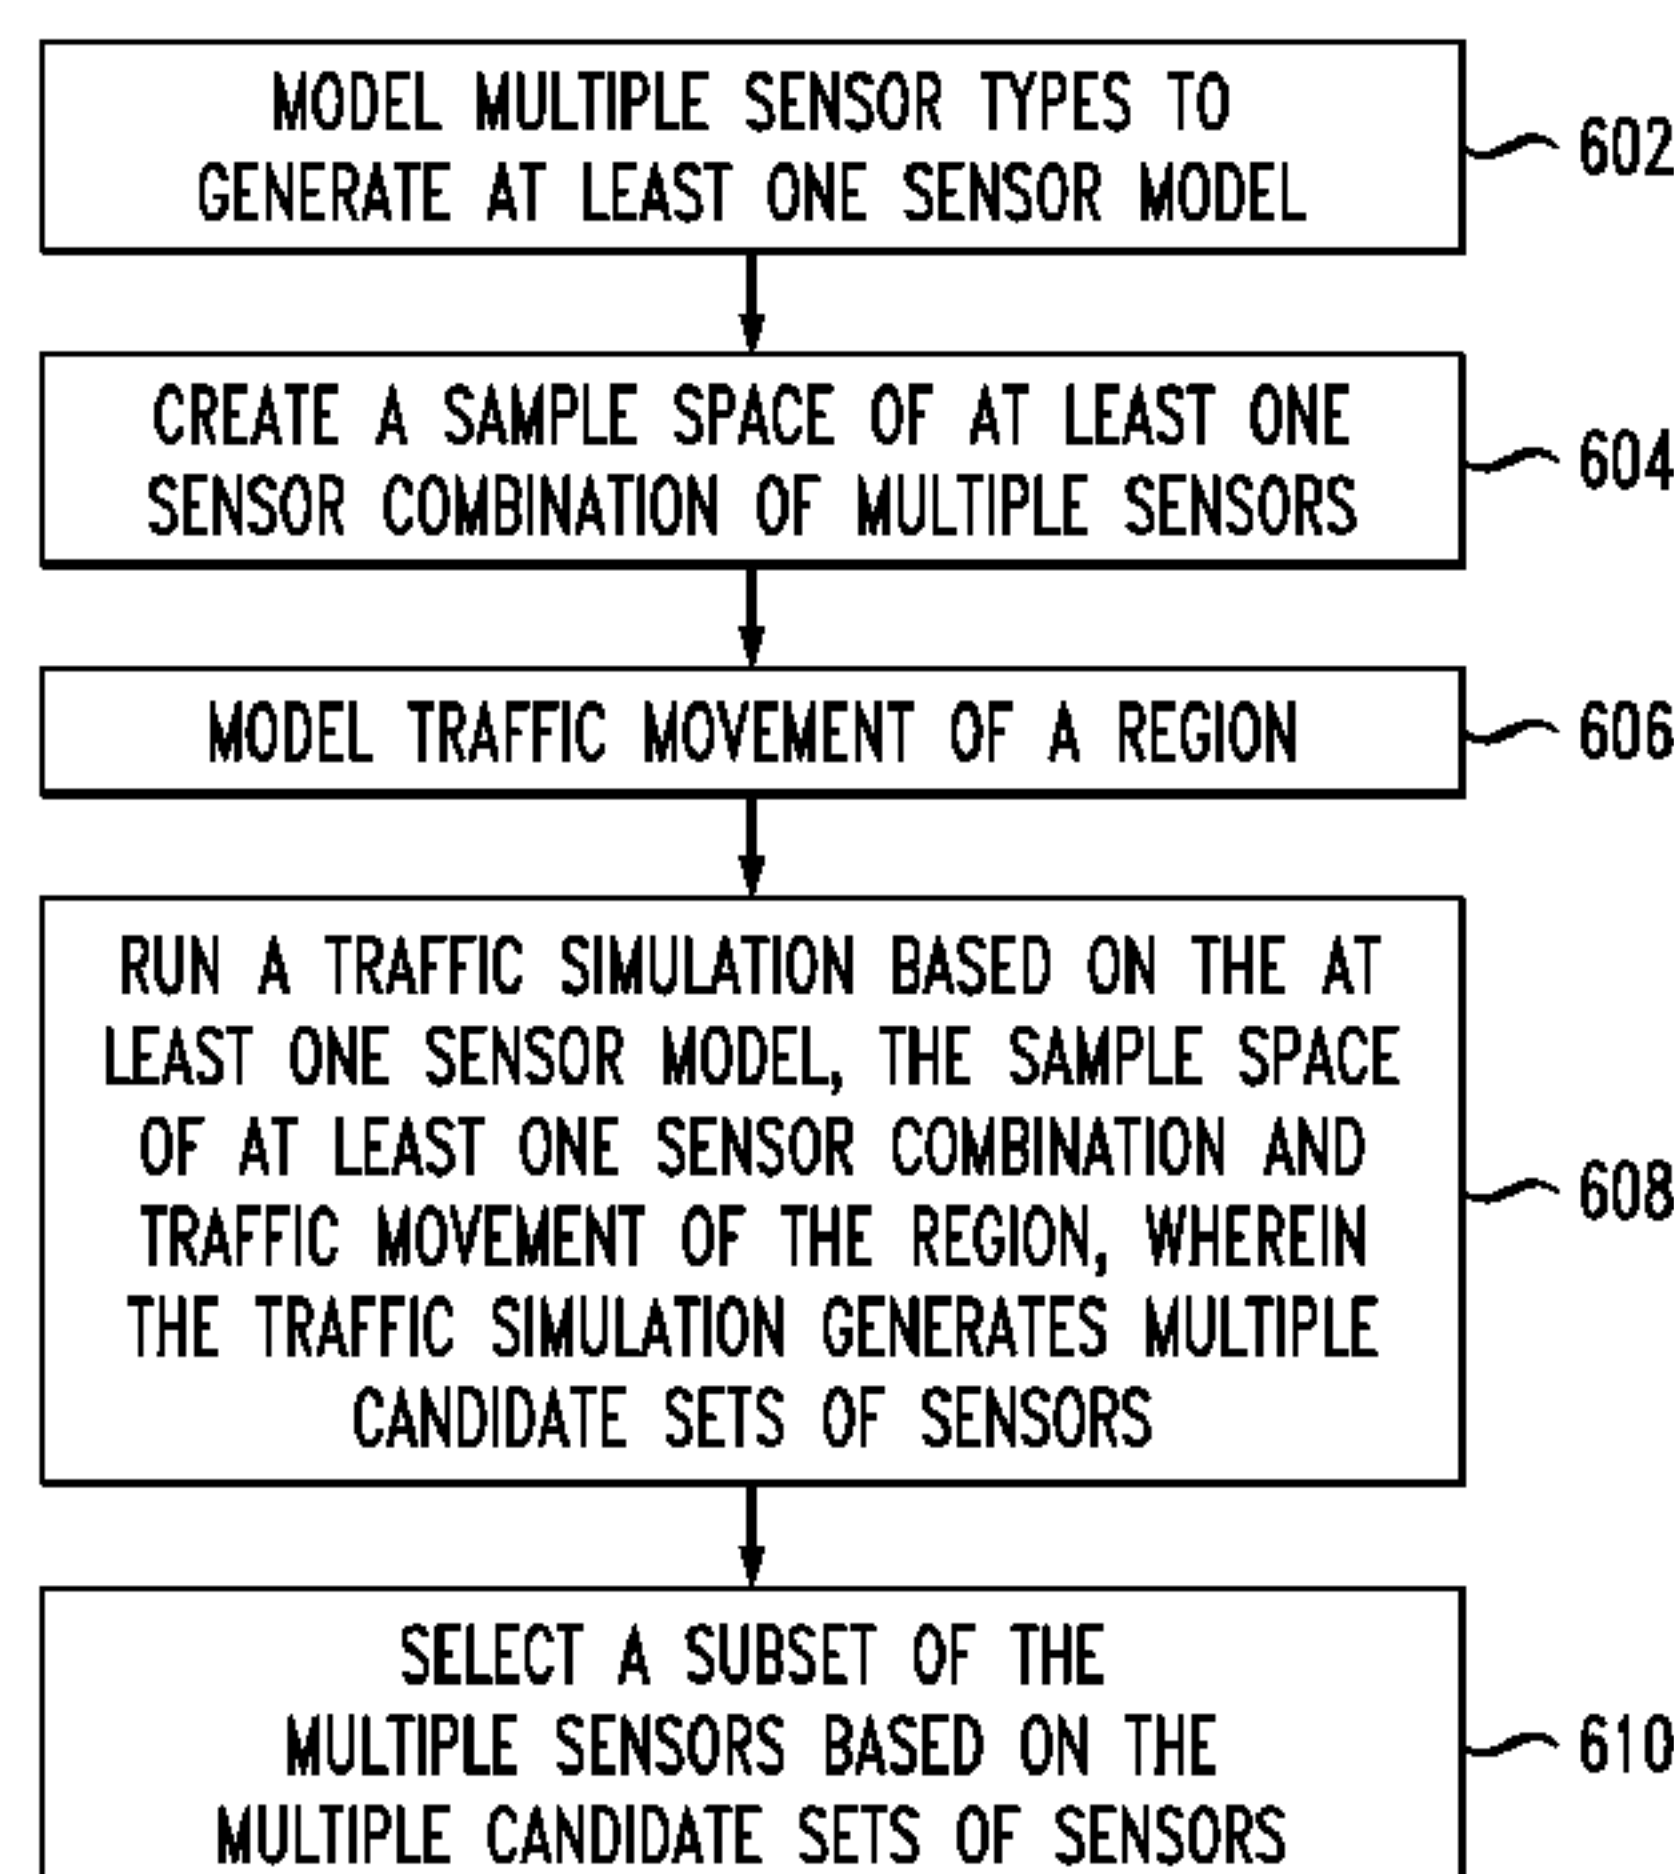 MODEL MULTIPLE SENSOR TYPES TO
GENERATE AT LEAST ONE SENSOR MODEL
602
CREATE A SAMPLE SPACE OF AT LEAST ONE
SENSOR COMBINATION OF MULTIPLE SENSORS
604
MODEL TRAFFIC MOVEMENT OF A REGION
606
RUN A TRAFFIC SIMULATION BASED ON THE AT
LEAST ONE SENSOR MODEL, THE SAMPLE SPACE
OF AT LEAST ONE SENSOR COMBINATION AND
TRAFFIC MOVEMENT OF THE REGION, WHEREIN
THE TRAFFIC SIMULATION GENERATES MULTIPLE
CANDIDATE SETS OF SENSORS
608
SELECT A SUBSET OF THE
MULTIPLE SENSORS BASED ON THE
MULTIPLE CANDIDATE SETS OF SENSORS
610